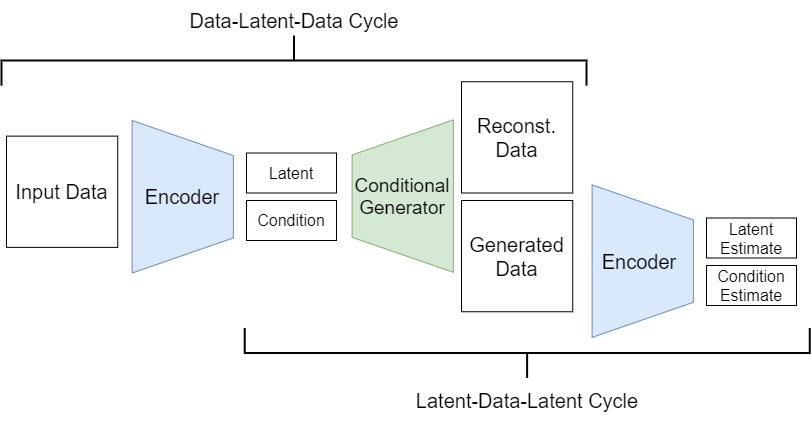 Data-Latent-Data Cycle
Input Data
Encoder
Latent
Condition
Conditional
Generator
Reconst.
Data
Generated
Data
Encoder
Latent
Estimate
Condition
Estimate
Latent-Data-Latent Cycle